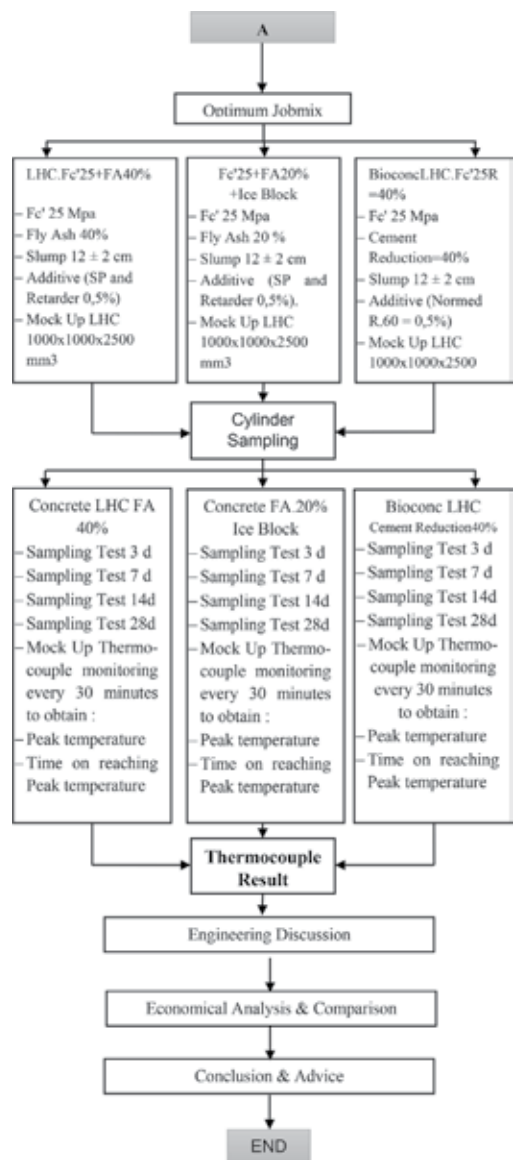 A
Optimum Jobmix
LHC.Fc'25+FA40%
– Fc' 25 Mpa
– Fly Ash 40%
– Slump 12 ± 2 cm
– Additive (SP and
Retarder 0,5%)
– Mock Up LHC
1000x1000x2500
mm3
Fc'25+FA20%
+Ice Block
– Fc' 25 Mpa
– Fly Ash 20 %
– Slump 12 ± 2 cm
– Additive (SP and
Retarder 0,5%).
– Mock Up LHC
1000x1000x2500
mm3
BioconcLHC.Fc'25R
=40%
– Fc' 25 Mpa
– Cement
Reduction=40%
– Slump 12 ± 2 cm
– Additive (Normed
R.60 = 0,5%)
– Mock Up LHC
1000x1000x2500
Cylinder
Sampling
Concrete LHC FA
40%
– Sampling Test 3 d
– Sampling Test 7 d
– Sampling Test 14d
– Sampling Test 28d
– Mock Up Thermo-
couple monitoring
every 30 minutes
to obtain :
– Peak temperature
– Time on reaching
Peak temperature
Concrete FA.20%
Ice Block
– Sampling Test 3 d
– Sampling Test 7 d
– Sampling Test 14d
– Sampling Test 28d
– Mock Up Thermo-
couple monitoring
every 30 minutes
to obtain :
– Peak temperature
– Time on reaching
Peak temperature
Bioconc LHC
Cement Reduction40%
– Sampling Test 3 d
– Sampling Test 7 d
– Sampling Test 14d
– Sampling Test 28d
– Mock Up Thermo-
couple monitoring
every 30 minutes
to obtain :
– Peak temperature
– Time on reaching
Peak temperature
Thermocouple
Result
Engineering Discussion
Economical Analysis & Comparison
Conclusion & Advice
END